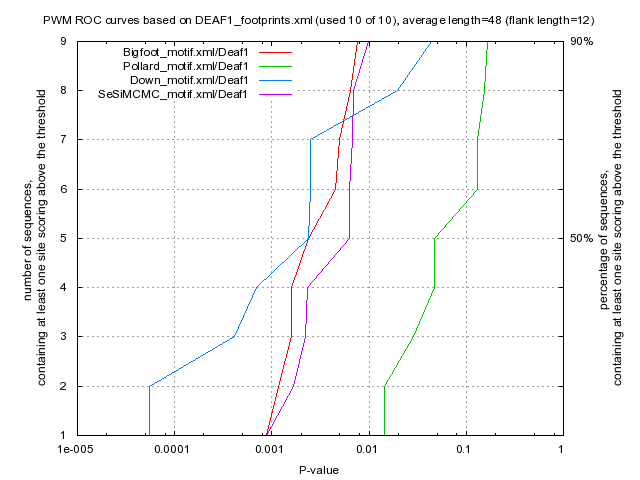 PWM ROC curves based on DEAF1_footprints.xml (used 10 of 10), average length=48 (flank length=12)
9
8
7
6
5
4
3
2
1
90%
50%
Bigfoot_motif.xml/Deaf1
Pollard_motif.xml/Deaf1
Down_motif.xml/Deaf1
SeSiMCMC_motif.xml/Deaf1
number of sequences,
containing at least one site scoring above the threshold
percentage of sequences,
containing at least one site scoring above the threshold
1e-005
0.0001
0.001
0.01
0.1
1
P-value